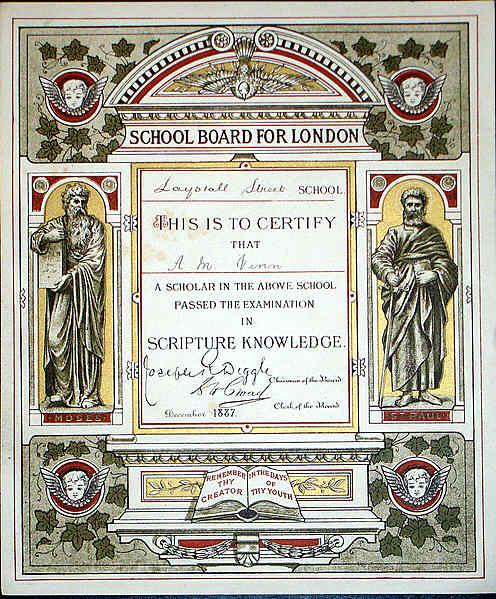 SCHOOL BOARD FOR LONDON
Laystall Street SCHOOL
THIS IS TO CERTIFY
THAT
A M Venn
A SCHOLAR IN THE ABOVE SCHOOL
PASSED THE EXAMINATION
IN
SCRIPTURE KNOWLEDGE.
Joseph R Diggle
Chairman of the Board
Clerk of the Board
December 1887.
MOSES
ST PAUL
REMEMBER THY CREATOR
IN THE DAYS OF THY YOUTH